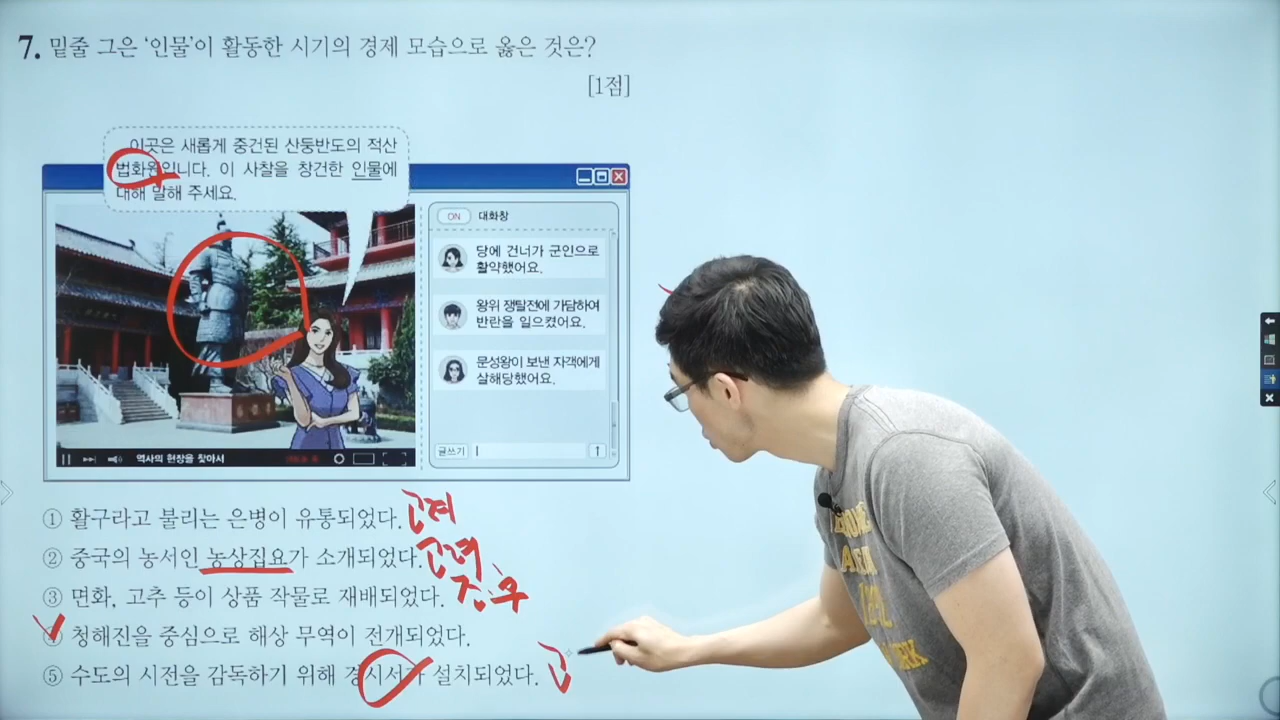 7. 밑줄 그은 '인물'이 활동한 시기의 경제 모습으로 옳은 것은?
[1점]
이곳은 새롭게 중건된 산둥반도의 적산
법화원입니다. 이 사찰을 창건한 인물에
대해 말해 주세요.
ON 대화창
당에 건너가 군인으로
활약했어요.
왕위 쟁탈전에 가담하여
반란을 일으켰어요.
문성왕이 보낸 자객에게
살해당했어요.
글쓰기
역사의 현장을 찾아서
① 활구라고 불리는 은병이 유통되었다.
② 중국의 농서인 농상집요가 소개되었다. 고려
③ 면화, 고추 등이 상품 작물로 재배되었다.
④ 청해진을 중심으로 해상 무역이 전개되었다.
⑤ 수도의 시전을 감독하기 위해 경시서가 설치되었다. 고